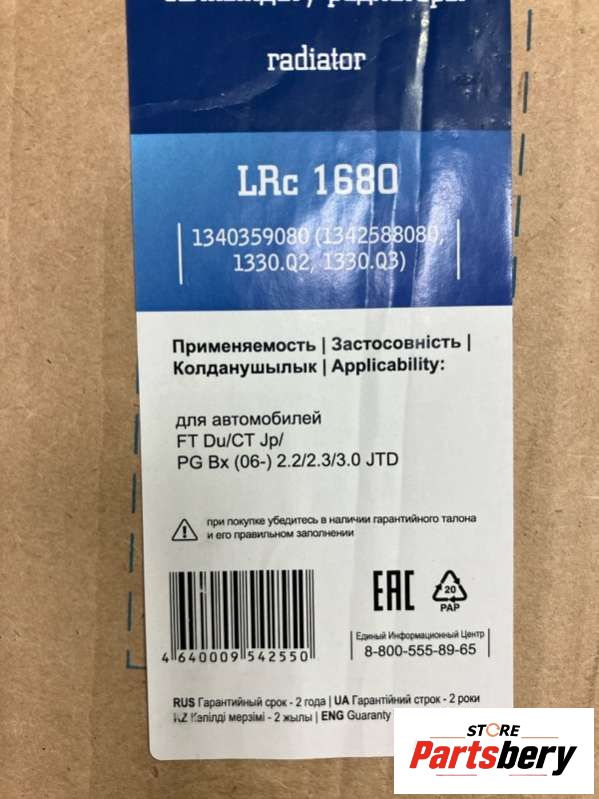 radiator
LRc 1680
1340359080 (1342588080,
1330.Q2, 1330.Q3)
Применяемость | Застосовність |
Колданушылык | Applicability:
для автомобилей
FT Du/CT Jp/
PG Bx (06-) 2.2/2.3/3.0 JTD
при покупке убедитесь в наличии гарантийного талона
и его правильном заполнении
EAC
20
PAP
4 640009 542550
Единый Информационный Центр
8-800-555-89-65
RUS Гарантийный срок - 2 года | UA Гарантійний строк - 2 роки
KZ Кепілді мерзімі - 2 жылы | ENG Guaranty
STORE
Partsbery